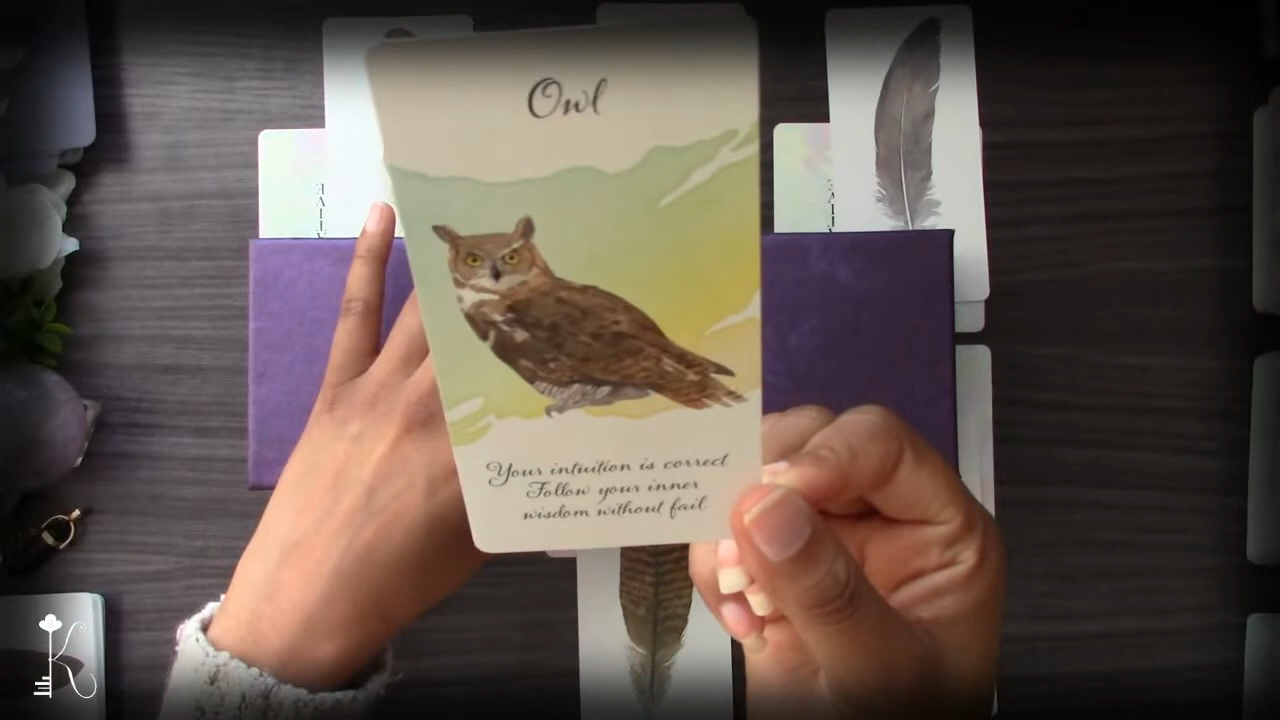 Owl
Your intuition is correct
Follow your inner
wisdom without fail.
K